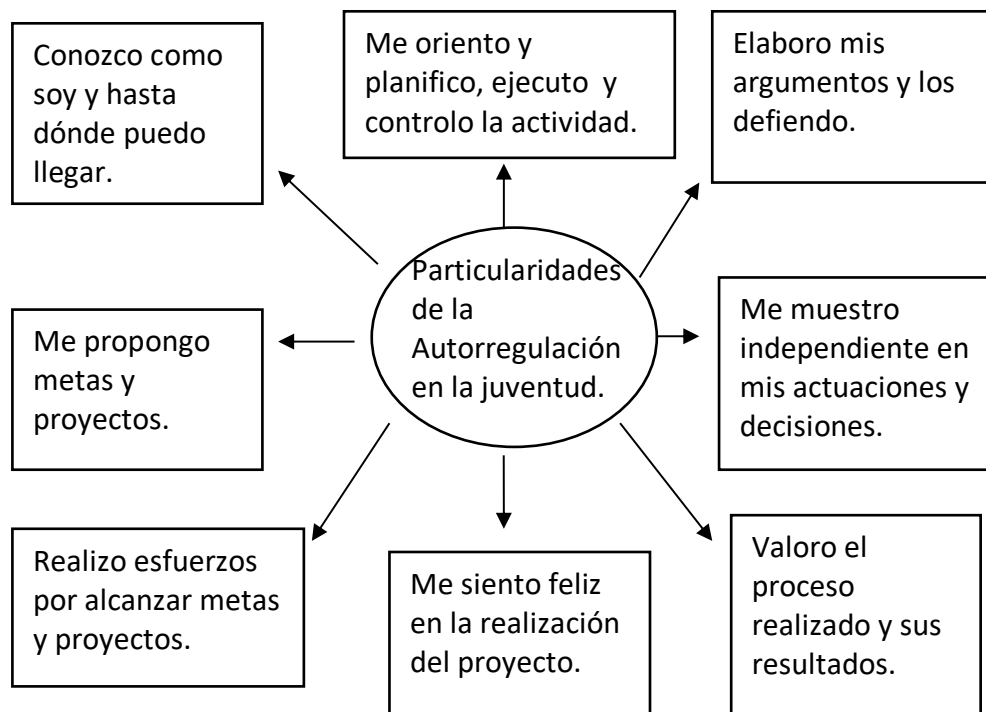 Conozco como
soy y hasta
dónde puedo
llegar.
Me oriento y
planifico, ejecuto  y
controlo la actividad.
Elaboro mis
argumentos y los
defiendo.
Me propongo
metas y
proyectos.
Particularidades
de la
Autorregulación
en la juventud.
Me muestro
independiente en
mis actuaciones y
decisiones.
Realizo esfuerzos
por alcanzar metas
y proyectos.
Me siento feliz
en la realización
del proyecto.
Valoro el
proceso
realizado y sus
resultados.